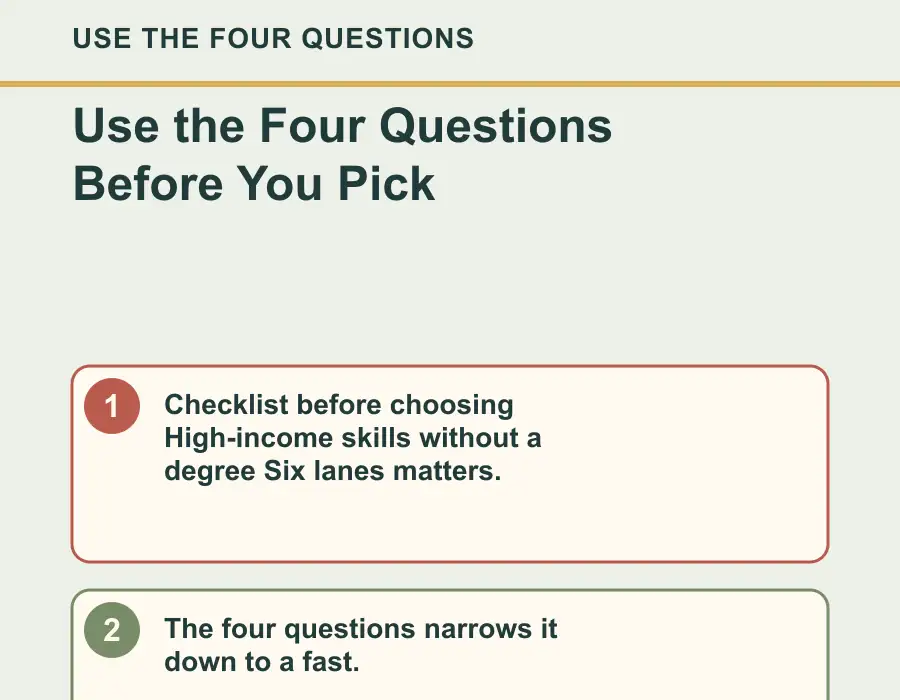 USE THE FOUR QUESTIONS
Use the Four Questions
Before You Pick
1
Checklist before choosing
High-income skills without a
degree Six lanes matters.
2
The four questions narrows it
down to a fast.